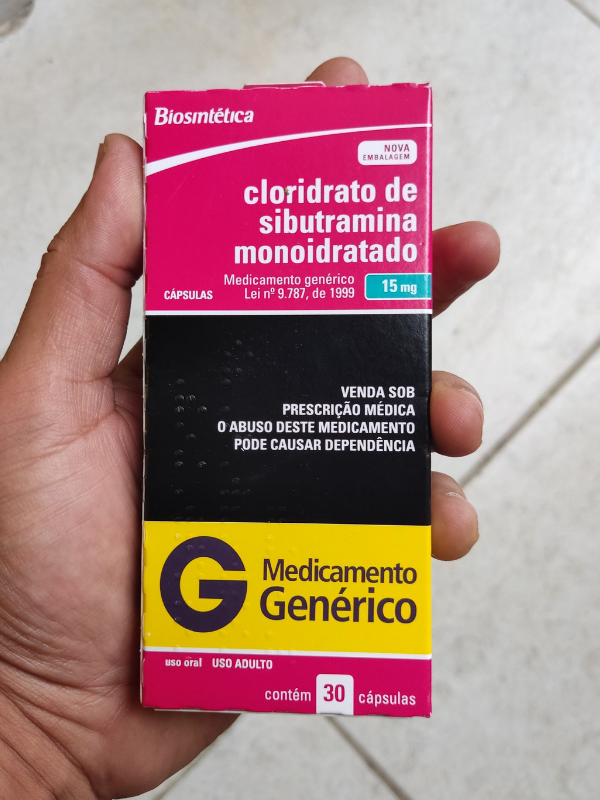 Biosintética
NOVA
EMBALAGEM
cloridrato de
sibutramina
monoidratado
Medicamento genérico
Lei nº 9.787, de 1999
15 mg
CÁPSULAS
VENDA SOB
PRESCRIÇÃO MÉDICA
O ABUSO DESTE MEDICAMENTO
PODE CAUSAR DEPENDÊNCIA
G
Medicamento
Genérico
uso oral USO ADULTO
contém 30 cápsulas